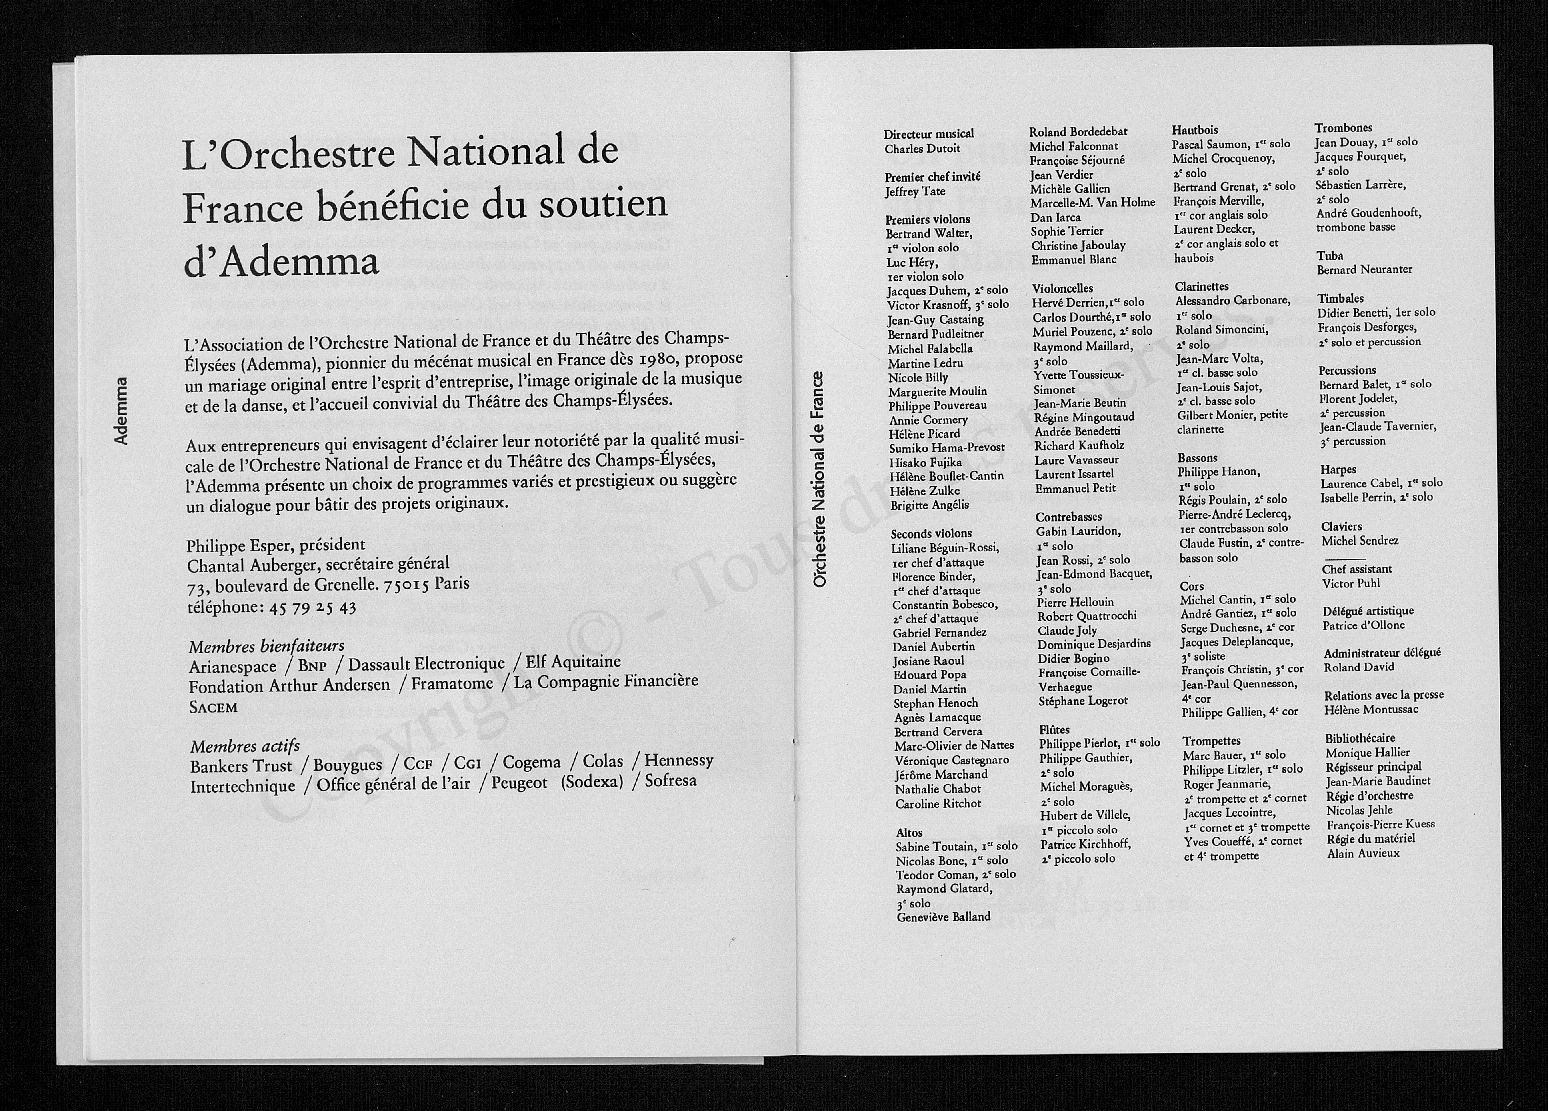 L'Orchestre National de
France bénéficie du soutien
d'Ademma
L'Association de l'Orchestre National de France et du Théâtre des Champs-
Élysées (Ademma), pionnier du mécénat musical en France dès 1980, propose
un mariage original entre l'esprit d'entreprise, l'image originale de la musique
et de la danse, et l'accueil convivial du Théâtre des Champs-Élysées.
Aux entrepreneurs qui envisagent d'éclairer leur notoriété par la qualité musi-
cale de l'Orchestre National de France et du Théâtre des Champs-Élysées,
l'Ademma présente un choix de programmes variés et prestigieux ou suggère
un dialogue pour bâtir des projets originaux.
Philippe Esper, président
Chantal Auberger, secrétaire général
73, boulevard de Grenelle. 75015 Paris
téléphone: 45 79 25 43
Membres bienfaiteurs
Arianespace / BNP / Dassault Electronique / Elf Aquitaine
Fondation Arthur Andersen / Framatome / La Compagnie Financière
SACEM
Membres actifs
Bankers Trust / Bouygues / CCF / CGI / Cogema / Colas / Hennessy
Intertechnique / Office général de l'air / Peugeot (Sodexa) / Sofresa
Ademma
Orchestre National de France
Directeur musical
Charles Dutoit
Premier chef invité
Jeffrey Tate
Premiers violons
Bertrand Walter,
1er violon solo
Luc Héry,
1er violon solo
Jacques Duhem, 2e solo
Victor Krasnoff, 3e solo
Jean-Guy Castaing
Bernard Pudleitner
Michel Falabella
Martine Ledru
Nicole Billy
Marguerite Moulin
Philippe Pouvereau
Annie Cormery
Hélène Picard
Sumiko Hama-Prevost
Hisako Fujika
Hélène Bouflet-Cantin
Hélène Zulke
Brigitte Angélis
Seconds violons
Liliane Béguin-Rossi,
1er chef d'attaque
Florence Binder,
1er chef d'attaque
Constantin Bobesco,
2e chef d'attaque
Gabriel Fernandez
Daniel Aubertin
Josiane Raoul
Edouard Popa
Daniel Martin
Stephan Henoch
Agnès Lamacque
Bertrand Cervera
Marc-Olivier de Nattes
Véronique Castegnaro
Jérôme Marchand
Nathalie Chabot
Caroline Ritchot
Altos
Sabine Toutain, 1er solo
Nicolas Bone, 1er solo
Teodor Coman, 2e solo
Raymond Glatard,
3e solo
Geneviève Balland
Roland Bordedebat
Michel Falconnat
Françoise Séjourné
Jean Verdier
Michèle Gallien
Marcelle-M. Van Holme
Dan Iarca
Sophie Terrier
Christine Jaboulay
Emmanuel Blanc
Violoncelles
Hervé Derrien,1er solo
Carlos Dourthé,1er solo
Muriel Pouzenc, 2e solo
Raymond Maillard,
3e solo
Yvette Toussieux-
Simonet
Jean-Marie Beutin
Régine Mingoutaud
Andrée Benedetti
Richard Kaufholz
Laure Vavasseur
Laurent Issartel
Emmanuel Petit
Contrebasses
Gabin Lauridon,
1er solo
Jean Rossi, 2e solo
Jean-Edmond Bacquet,
3e solo
Pierre Hellouin
Robert Quattrocchi
Claude Joly
Dominique Desjardins
Didier Bogino
Françoise Cornaille-
Verhaegue
Stéphane Logerot
Flûtes
Philippe Pierlot, 1er solo
Philippe Gauthier,
2e solo
Michel Moraguès,
2e solo
Hubert de Villele,
1er piccolo solo
Patrice Kirchhoff,
2e piccolo solo
Hautbois
Pascal Saumon, 1er solo
Michel Crocquenoy,
2e solo
Bertrand Grenat, 2e solo
François Merville,
1er cor anglais solo
Laurent Decker,
2e cor anglais solo et
haubois
Clarinettes
Alessandro Carbonare,
1er solo
Roland Simoncini,
2e solo
Jean-Marc Volta,
1er cl. basse solo
Jean-Louis Sajot,
2e cl. basse solo
Gilbert Monier, petite
clarinette
Bassons
Philippe Hanon,
1er solo
Régis Poulain, 2e solo
Pierre-André Leclercq,
1er contrebasson solo
Claude Fustin, 2e contre-
basson solo
Cors
Michel Cantin, 1er solo
André Gantiez, 1er solo
Serge Duchesne, 2e cor
Jacques Deleplancque,
3e soliste
François Christin, 3e cor
Jean-Paul Quennesson,
4e cor
Philippe Gallien, 4e cor
Trompettes
Marc Bauer, 1er solo
Philippe Litzler, 1er solo
Roger Jeanmarie,
2e trompette et 2e cornet
Jacques Lecointre,
1er cornet et 3e trompette
Yves Coueffé, 2e cornet
et 4e trompette
Trombones
Jean Douay, 1er solo
Jacques Fourquet,
2e solo
Sébastien Larrère,
2e solo
André Goudenhooft,
trombone basse
Tuba
Bernard Neuranter
Timbales
Didier Benetti, 1er solo
François Desforges,
2e solo et percussion
Percussions
Bernard Balet, 1er solo
Florent Jodelet,
2e percussion
Jean-Claude Tavernier,
3e percussion
Harpes
Laurence Cabel, 1er solo
Isabelle Perrin, 2e solo
Claviers
Michel Sendrez
Chef assistant
Victor Puhl
Délégué artistique
Patrice d'Ollone
Administrateur délégué
Roland David
Relations avec la presse
Hélène Montussac
Bibliothécaire
Monique Hallier
Régisseur principal
Jean-Marie Baudinet
Régie d'orchestre
Nicolas Jehle
François-Pierre Kuess
Régie du matériel
Alain Auvieux
Copyright © - Tous droits réservés.